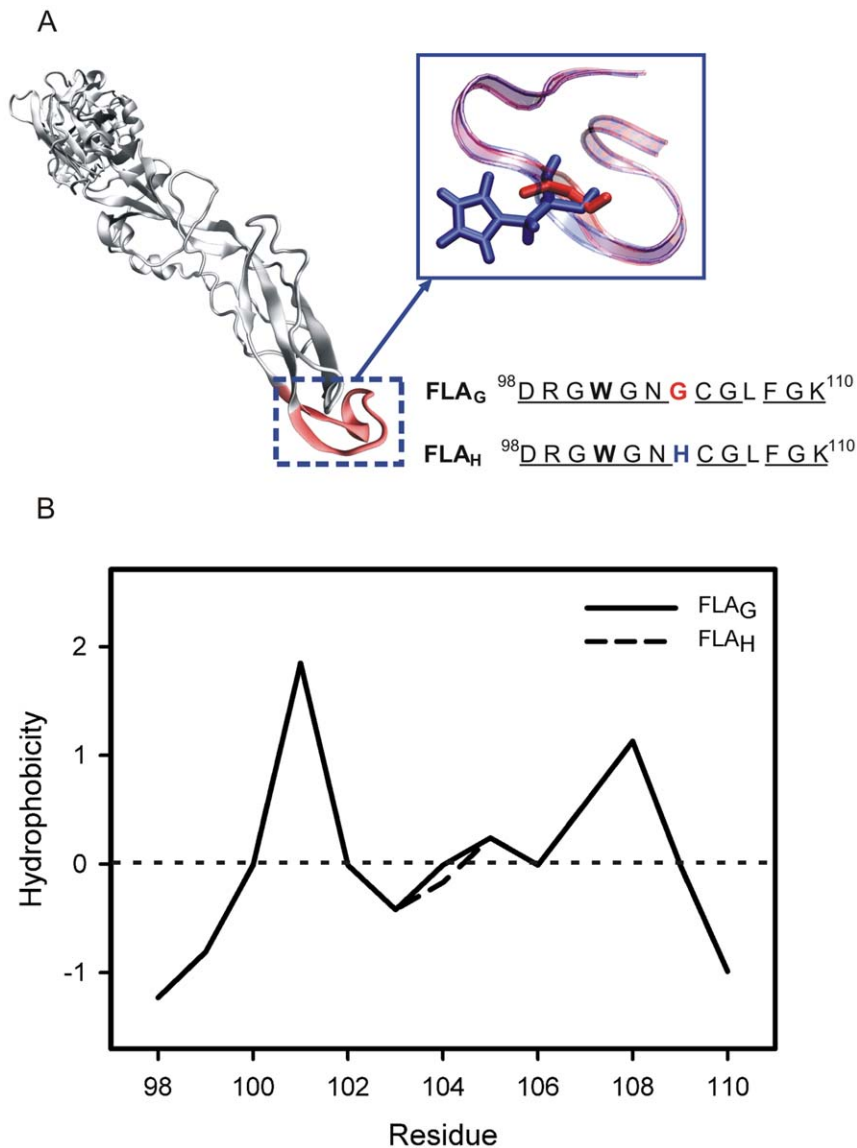 A
FLAG 98DRGWGNGCGLFGK110
FLAH 98DRGWGNHCGLFGK110
B
FLAG
FLAH
2
1
0
-1
Hydrophobicity
98 100 102 104 106 108 110
Residue